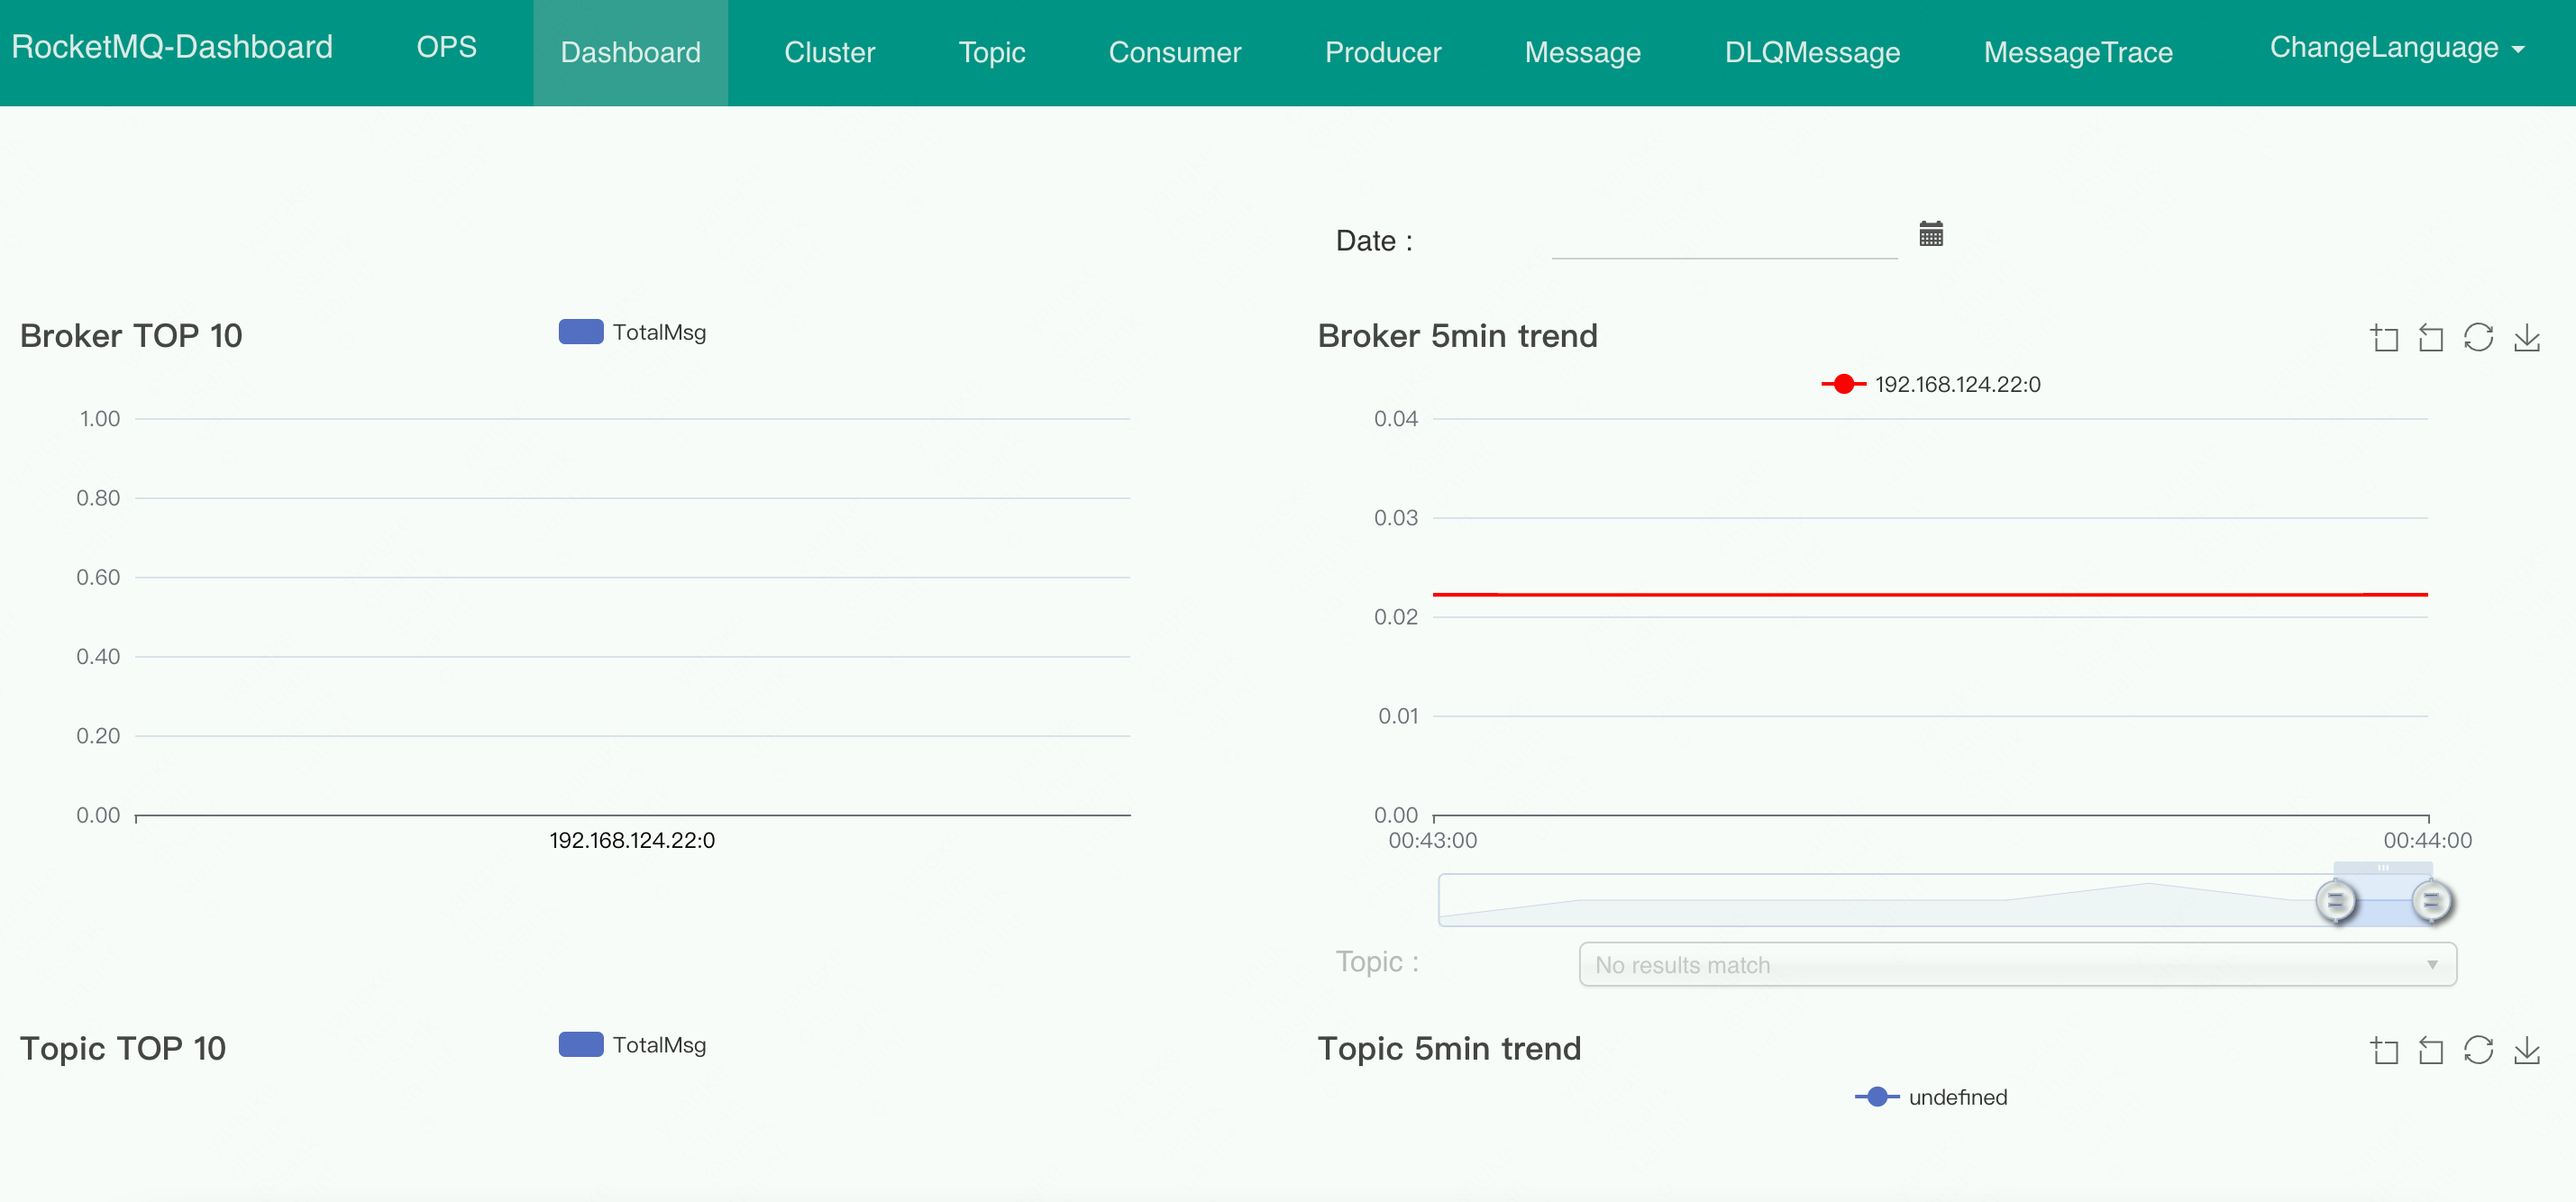 RocketMQ-Dashboard OPS Dashboard Cluster Topic Consumer Producer Message DLQMessage MessageTrace ChangeLanguage
Date :
Broker TOP 10
TotalMsg
1.00
0.80
0.60
0.40
0.20
0.00
192.168.124.22:0
Broker 5min trend
192.168.124.22:0
0.04
0.03
0.02
0.01
0.00
00:43:00 00:44:00
Topic : No results match
Topic TOP 10
TotalMsg
Topic 5min trend
undefined